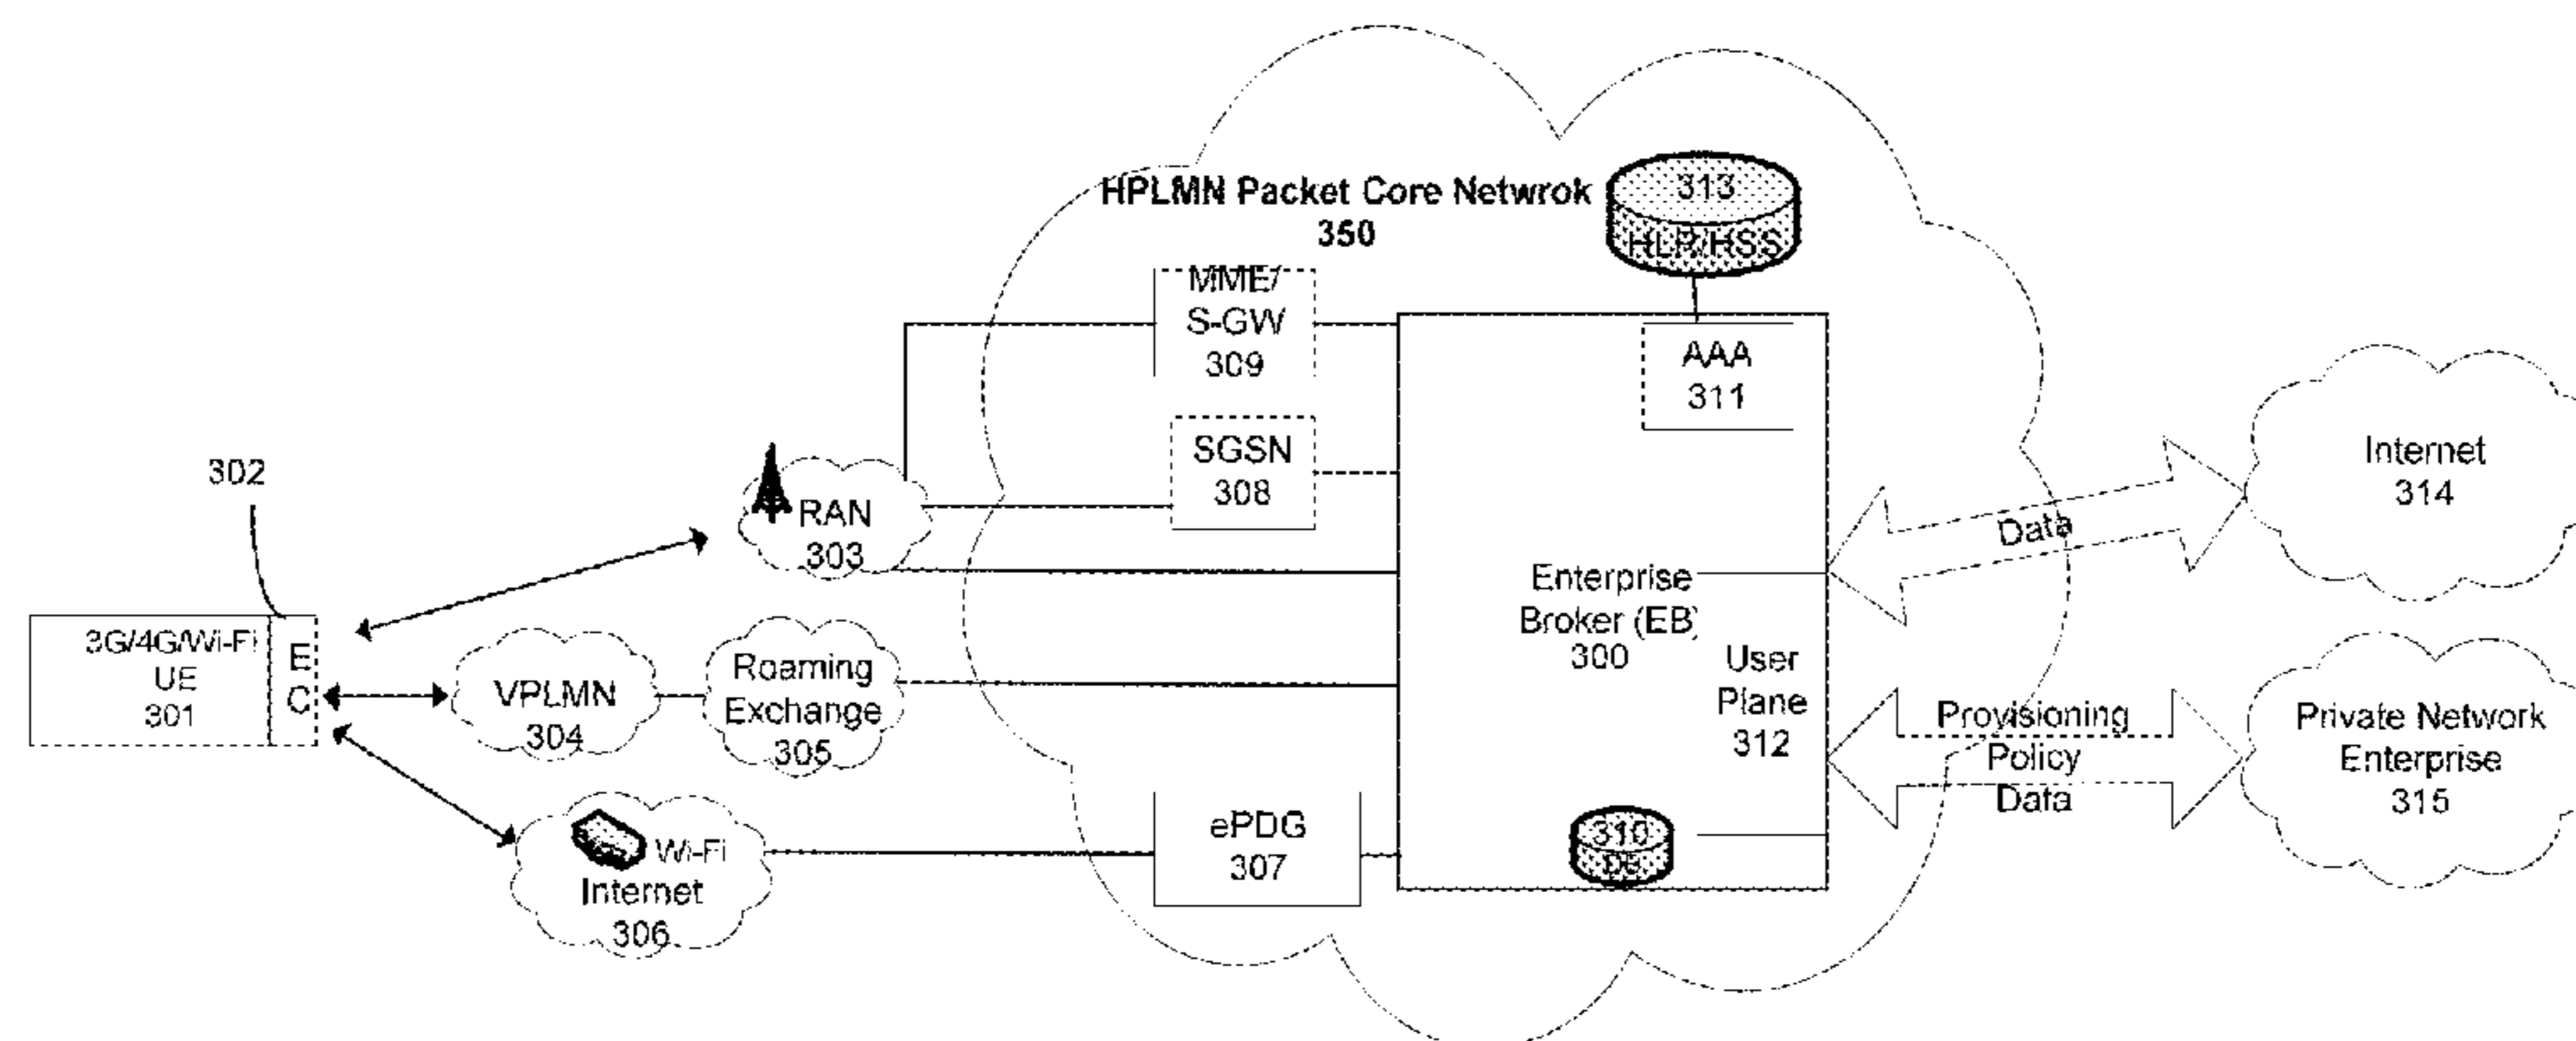 HPLMN Packet Core Netwrok
350
313
HLR/HSS
MME/
S-GW
309
AAA
311
SGSN
308
302
RAN
303
Internet
314
Data
Enterprise
Broker (EB)
300
3G/4G/Wi-Fi
UE
301
E
C
VPLMN
304
Roaming
Exchange
305
User
Plane
312
Provisioning
Policy
Data
Private Network
Enterprise
315
Wi-Fi
Internet
306
ePDG
307
310
DB